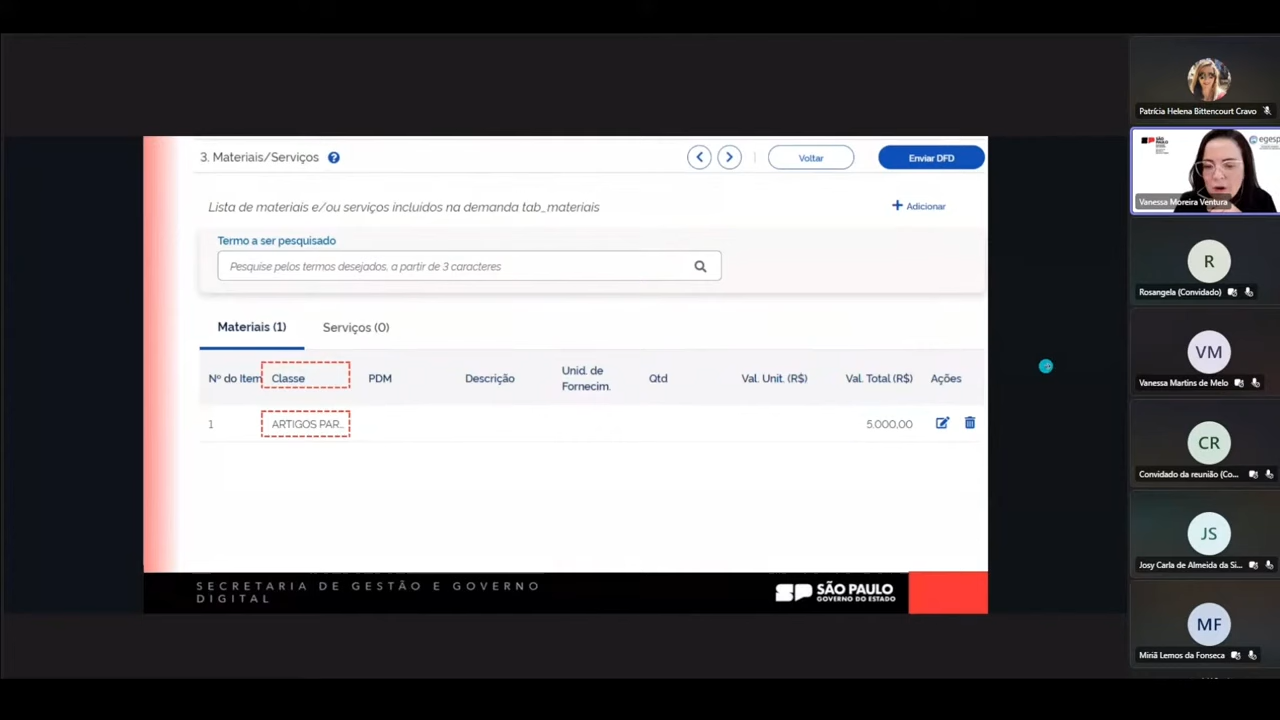 3. Materiais/Serviços ?
Voltar
Enviar DFD
Lista de materiais e/ou serviços incluídos na demanda tab_materiais
+ Adicionar
Termo a ser pesquisado
Pesquise pelos termos desejados, a partir de 3 caracteres
Materiais (1)
Serviços (0)
Nº do Item Classe PDM Descrição Unid. de Fornecim. Qtd Val. Unit. (R$) Val. Total (R$) Ações
1 ARTIGOS PAR... 5.000,00
SECRETARIA DE GESTÃO E GOVERNO
DIGITAL
SP SÃO PAULO
GOVERNO DO ESTADO
Patrícia Helena Bittencourt Cravo
SÃO PAULO
egesp
Vanessa Moreira Ventura
R
Rosangela (Convidado)
VM
Vanessa Martins de Melo
CR
Convidado da reunião (Co...
JS
Josy Carla de Almeida da Si...
MF
Miriã Lemos da Fonseca